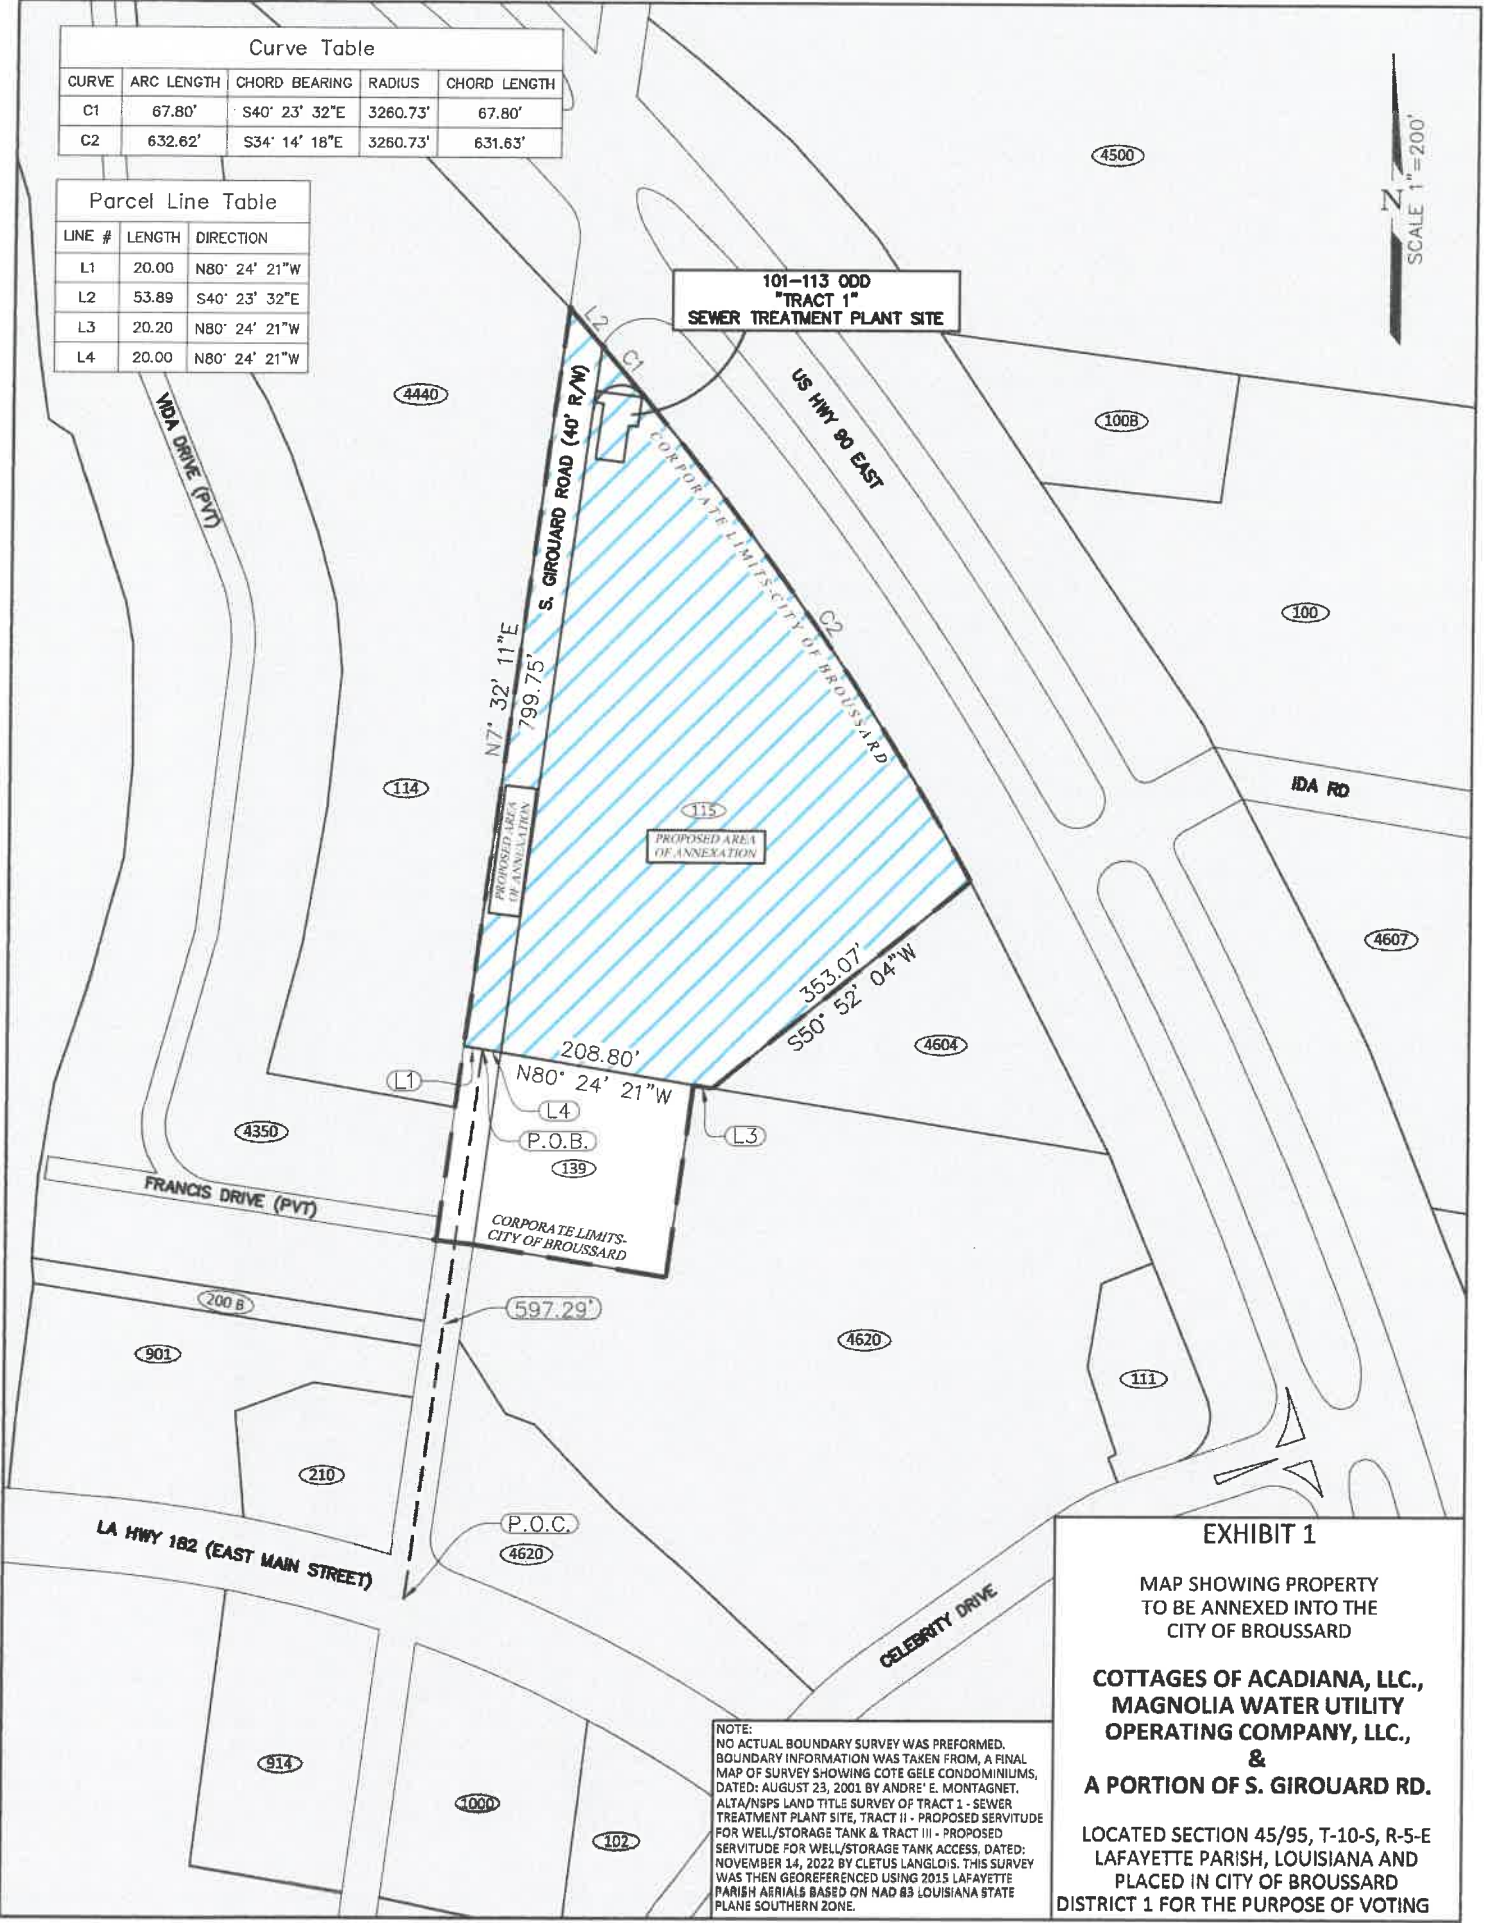 Curve Table
CURVE ARC LENGTH CHORD BEARING RADIUS CHORD LENGTH
C1 67.80' S40° 23' 32"E 3260.73' 67.80'
C2 632.62' S34° 14' 18"E 3260.73' 631.63'
Parcel Line Table
LINE # LENGTH DIRECTION
L1 20.00 N80° 24' 21"W
L2 53.89 S40° 23' 32"E
L3 20.20 N80° 24' 21"W
L4 20.00 N80° 24' 21"W
4500
N
SCALE 1"=200'
101-113 ODD
"TRACT 1"
SEWER TREATMENT PLANT SITE
L2
C1
4440
VIDA DRIVE (PVT)
S. GIROUARD ROAD (40' R/W)
US HWY 90 EAST
100B
CORPORATE LIMITS-CITY OF BROUSSARD
C2
100
N7° 32' 11"E
799.75'
114
PROPOSED AREA
OF ANNEXATION
115
PROPOSED AREA
OF ANNEXATION
IDA RD
4607
353.07'
S50° 52' 04"W
4604
208.80'
N80° 24' 21"W
L1
L4
P.O.B.
L3
139
4350
FRANCIS DRIVE (PVT)
CORPORATE LIMITS-
CITY OF BROUSSARD
200 B
597.29'
901
4620
111
210
P.O.C.
4620
LA HWY 182 (EAST MAIN STREET)
CELEBRITY DRIVE
914
1000
102
NOTE:
NO ACTUAL BOUNDARY SURVEY WAS PREFORMED.
BOUNDARY INFORMATION WAS TAKEN FROM, A FINAL
MAP OF SURVEY SHOWING COTE GELE CONDOMINIUMS,
DATED: AUGUST 23, 2001 BY ANDRE' E. MONTAGNET.
ALTA/NSPS LAND TITLE SURVEY OF TRACT 1 - SEWER
TREATMENT PLANT SITE, TRACT II - PROPOSED SERVITUDE
FOR WELL/STORAGE TANK & TRACT III - PROPOSED
SERVITUDE FOR WELL/STORAGE TANK ACCESS, DATED:
NOVEMBER 14, 2022 BY CLETUS LANGLOIS. THIS SURVEY
WAS THEN GEOREFERENCED USING 2015 LAFAYETTE
PARISH AERIALS BASED ON NAD 83 LOUISIANA STATE
PLANE SOUTHERN ZONE.
EXHIBIT 1
MAP SHOWING PROPERTY
TO BE ANNEXED INTO THE
CITY OF BROUSSARD
COTTAGES OF ACADIANA, LLC.,
MAGNOLIA WATER UTILITY
OPERATING COMPANY, LLC.,
&
A PORTION OF S. GIROUARD RD.
LOCATED SECTION 45/95, T-10-S, R-5-E
LAFAYETTE PARISH, LOUISIANA AND
PLACED IN CITY OF BROUSSARD
DISTRICT 1 FOR THE PURPOSE OF VOTING